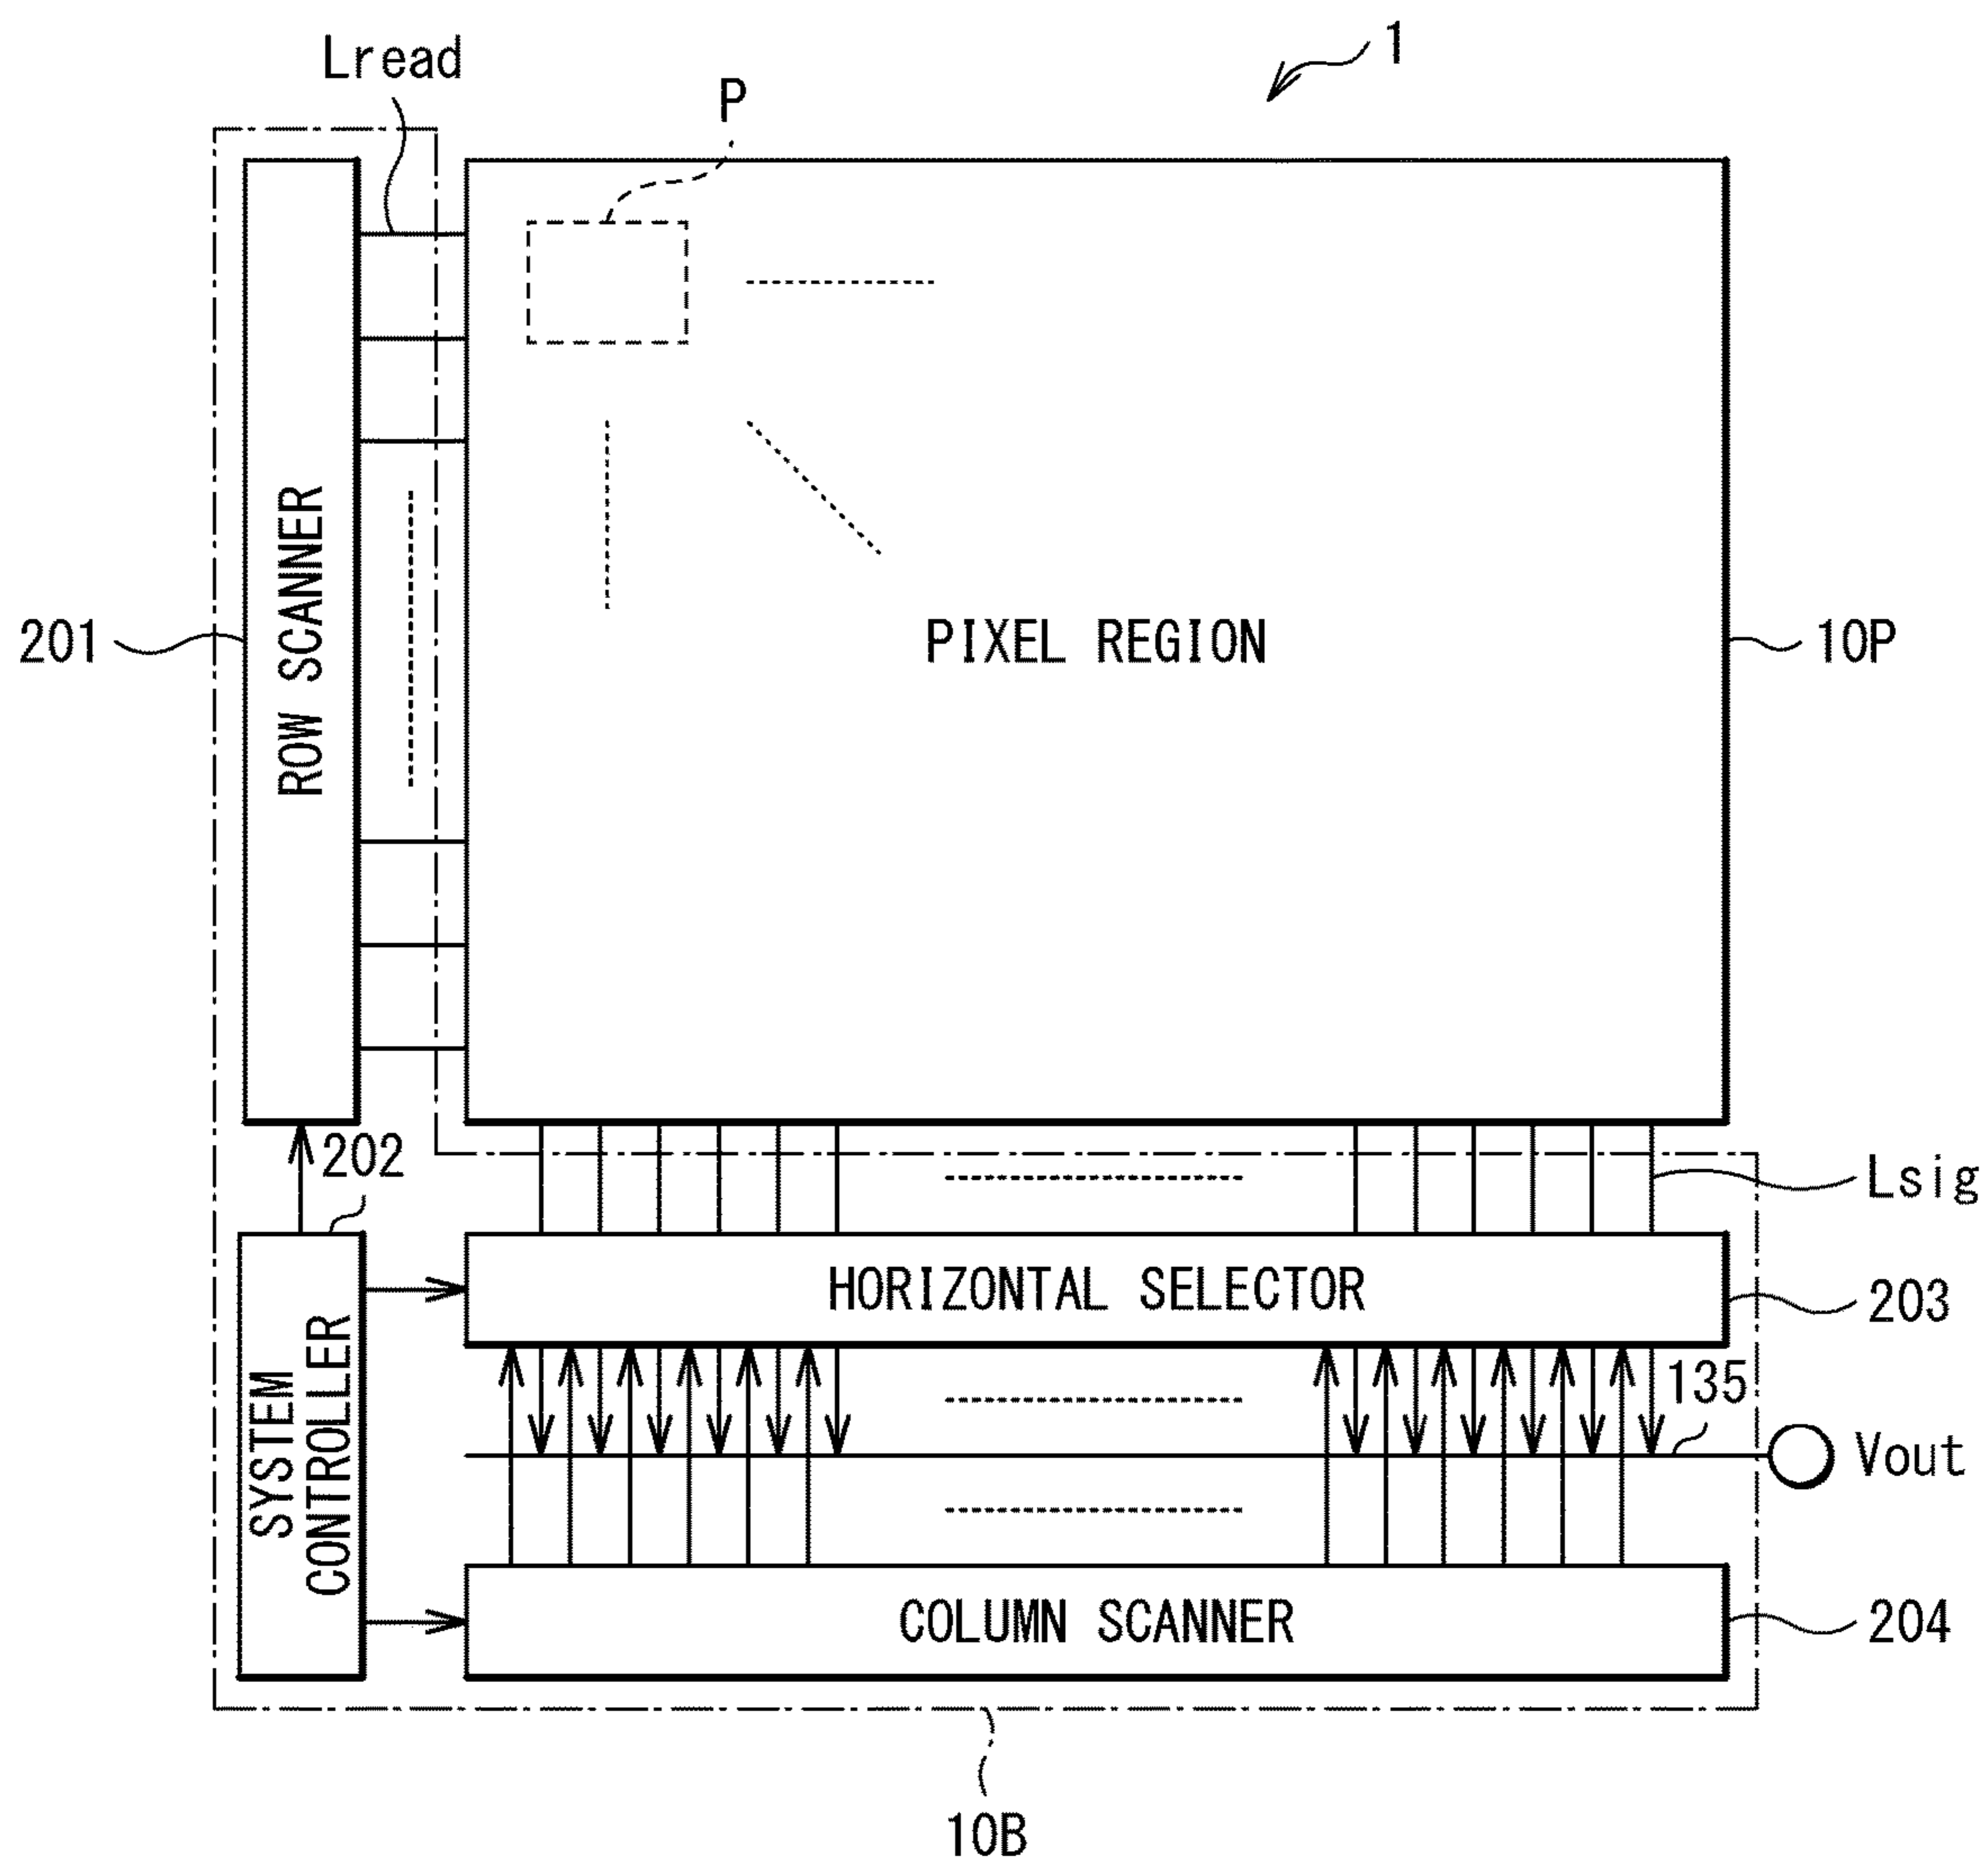 Lread
P
1
ROW SCANNER
201
PIXEL REGION
10P
202
Lsig
SYSTEM
CONTROLLER
HORIZONTAL SELECTOR
203
135
Vout
COLUMN SCANNER
204
10B